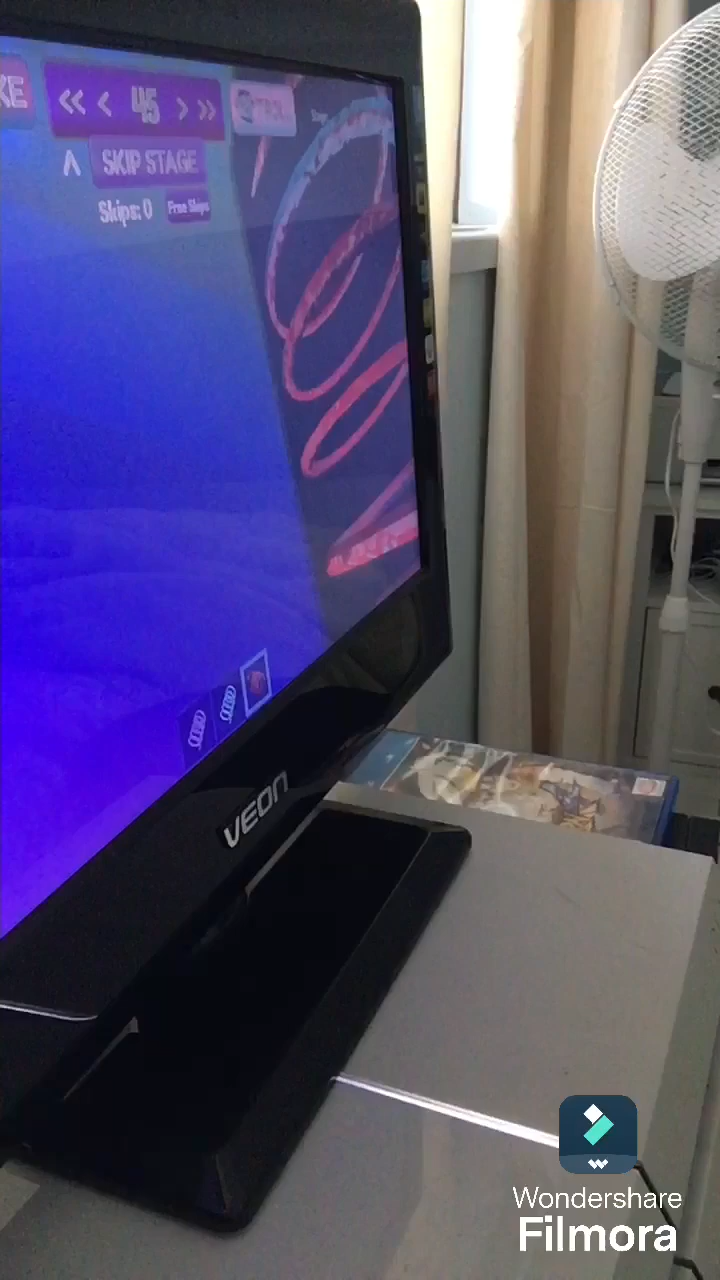 KE
<< < 45 > >>
SKIP STAGE
Skips: 0
Free Skips
VEON
Wondershare
Filmora